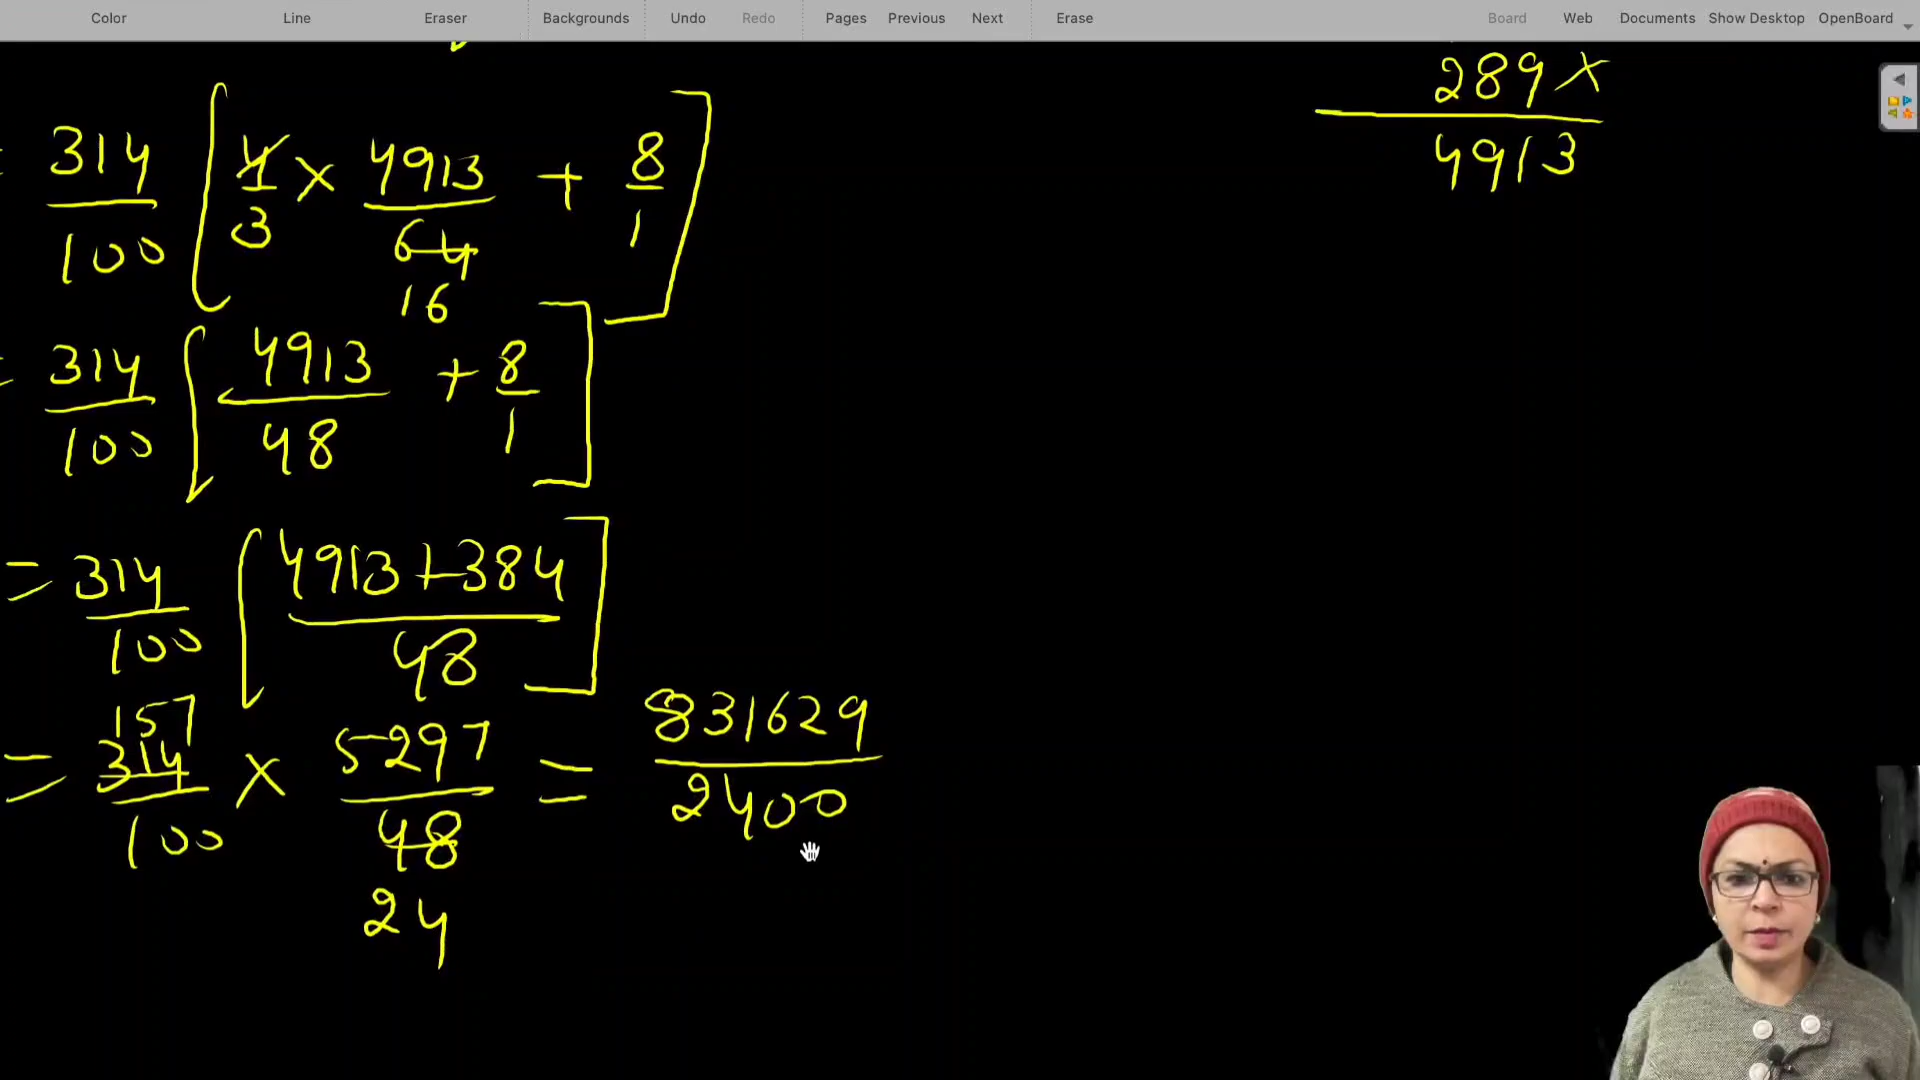 Color Line Eraser Backgrounds Undo Redo Pages Previous Next Erase Board Web Documents Show Desktop OpenBoard
289×
4913
314/100 [4/3 × 4913/64 + 8/1]
1
16
314/100 [4913/48 + 8/1]
= 314/100 [4913+384/48]
157
= 314/100 × 5297/48 = 831629/2400
24